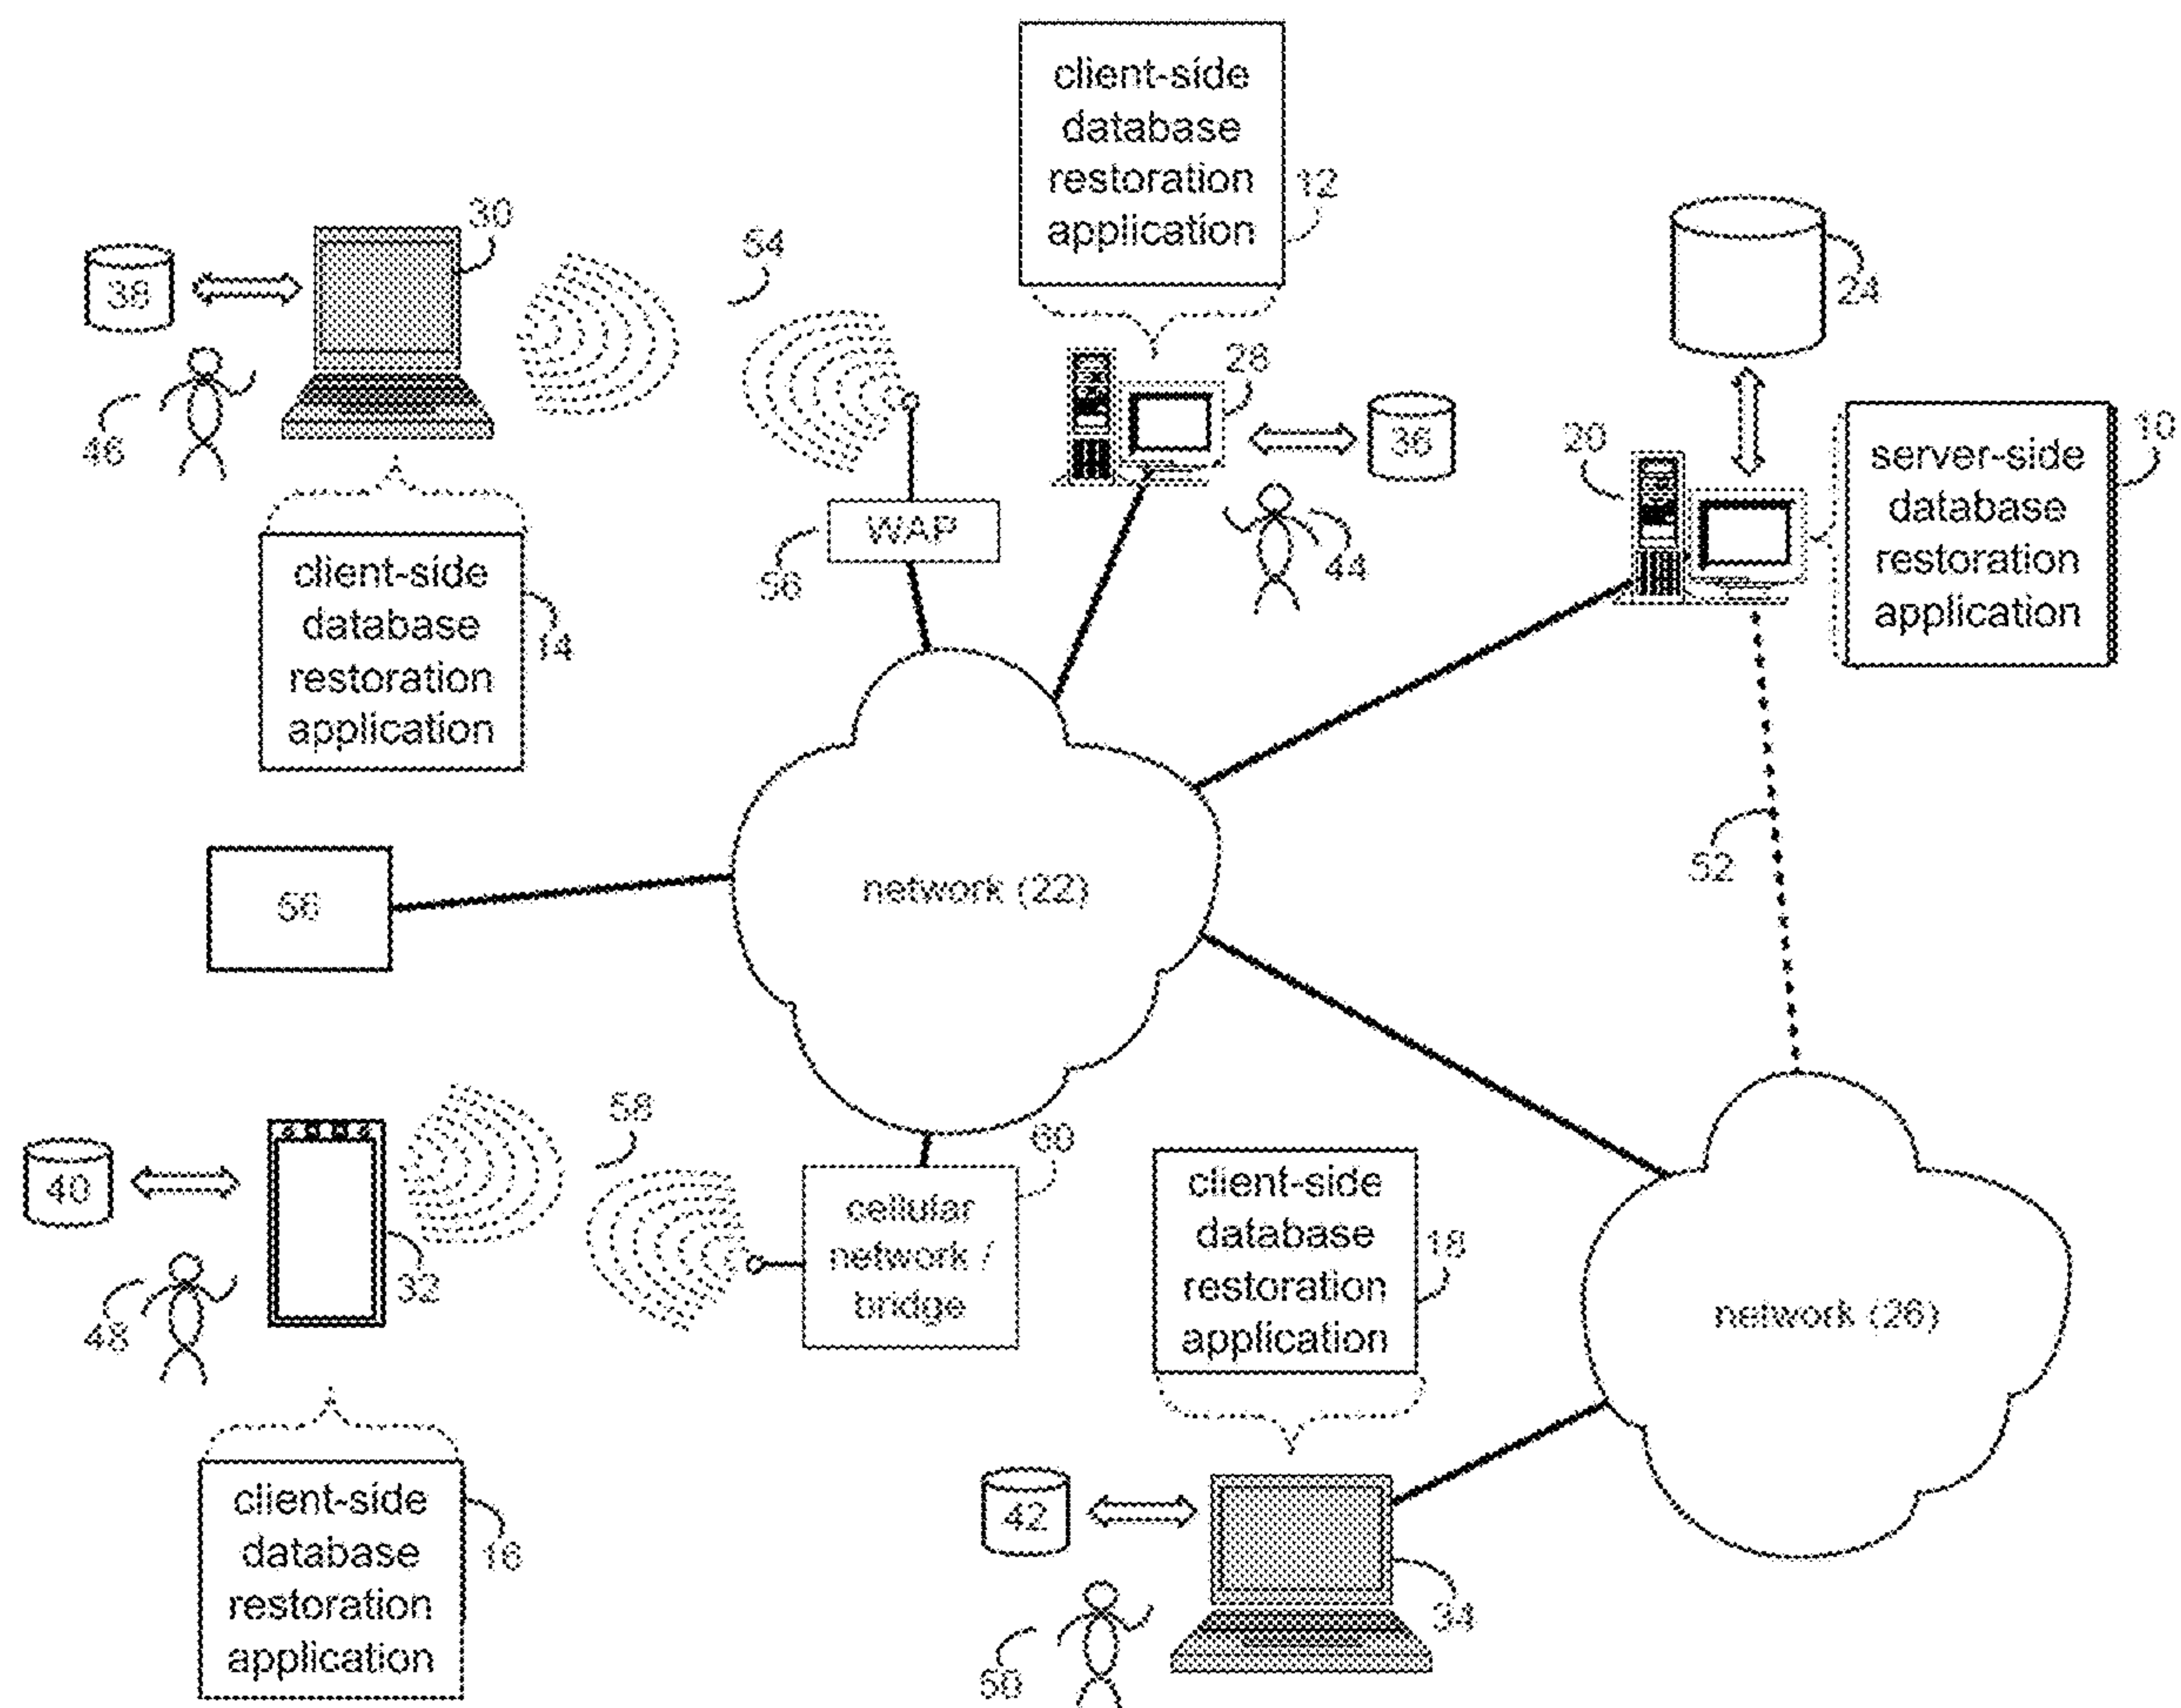 client-side
database
restoration
application
12
30
54
38
24
28
36
46
20
10
server-side
database
restoration
application
WAP
56
44
client-side
database
restoration
application
14
52
network (22)
56
58
60
40
cellular
network /
bridge
32
48
client-side
database
restoration
application
18
network (26)
client-side
database
restoration
application
16
42
34
50